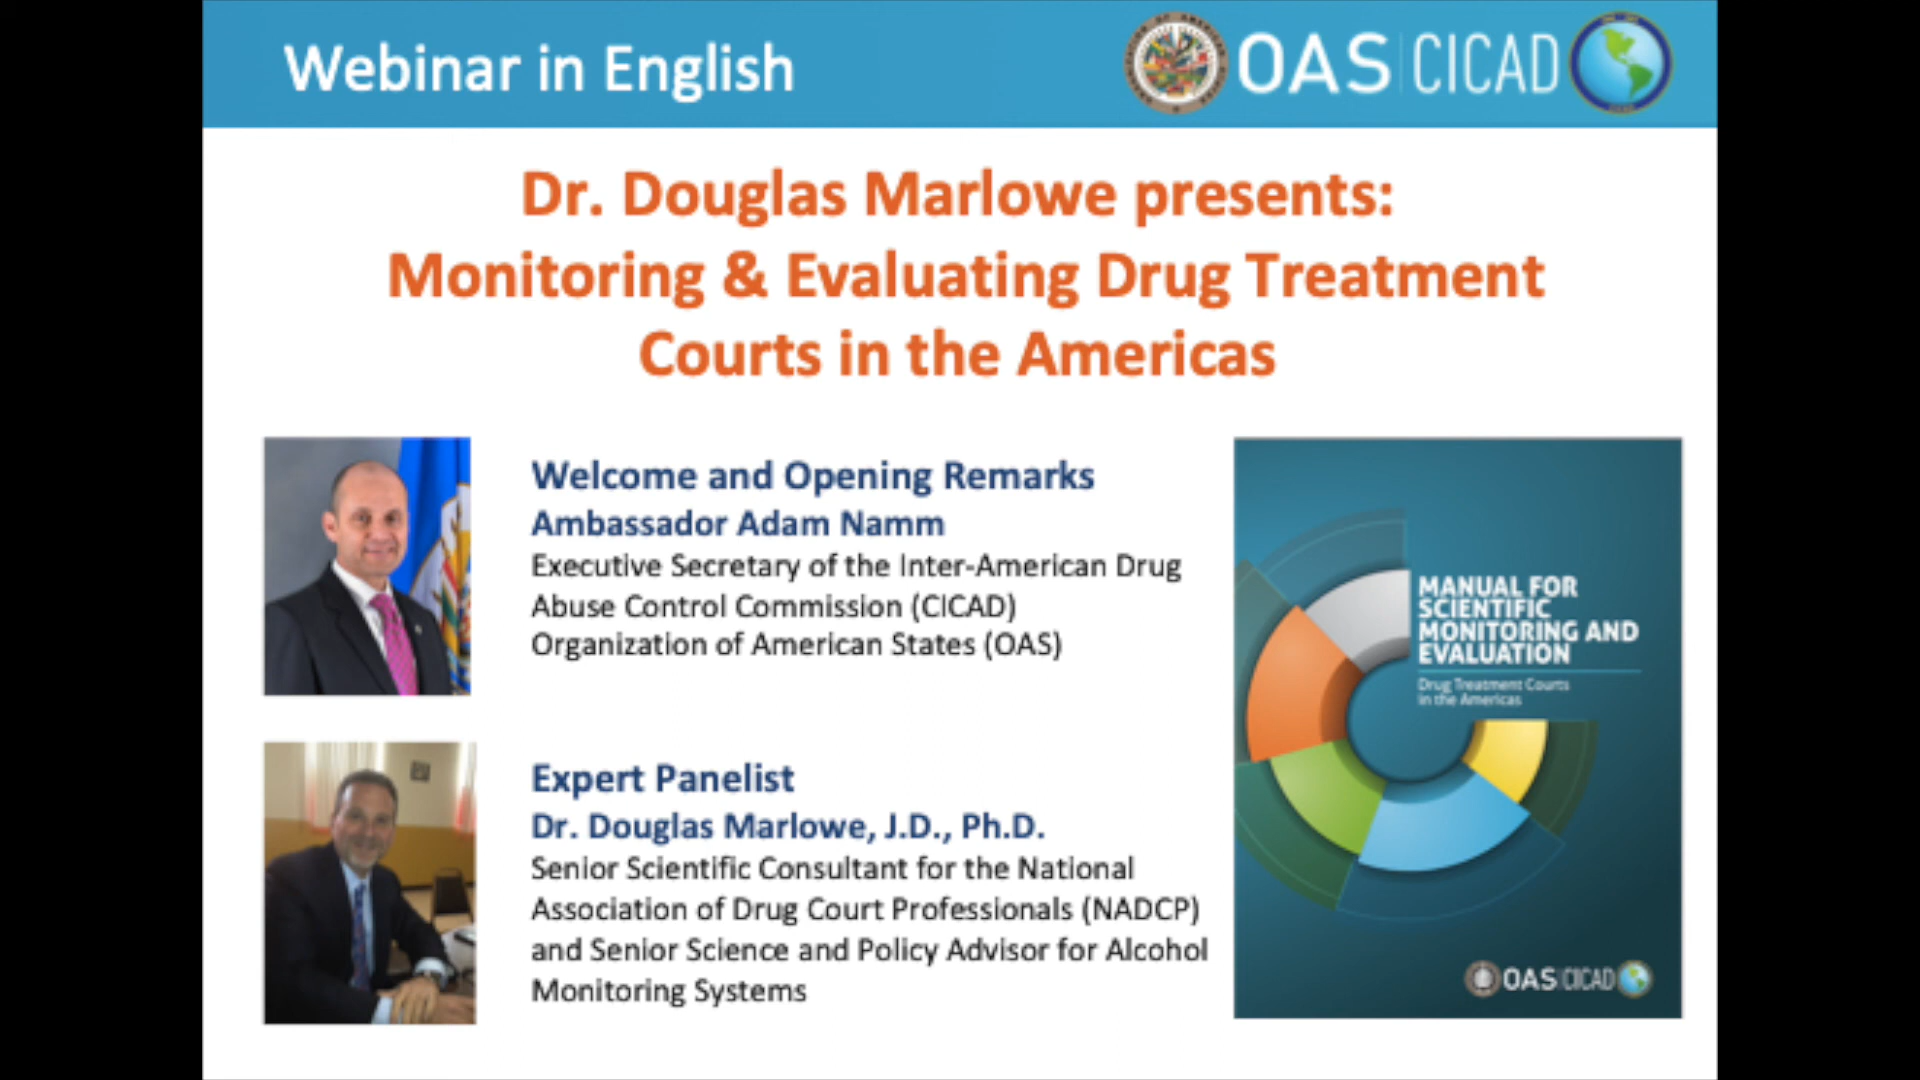 Webinar in English
OAS CICAD
Dr. Douglas Marlowe presents:
Monitoring & Evaluating Drug Treatment
Courts in the Americas
Welcome and Opening Remarks
Ambassador Adam Namm
Executive Secretary of the Inter-American Drug
Abuse Control Commission (CICAD)
Organization of American States (OAS)
Expert Panelist
Dr. Douglas Marlowe, J.D., Ph.D.
Senior Scientific Consultant for the National
Association of Drug Court Professionals (NADCP)
and Senior Science and Policy Advisor for Alcohol
Monitoring Systems
MANUAL FOR
SCIENTIFIC
MONITORING AND
EVALUATION
Drug Treatment Courts
in the Americas
OAS CICAD